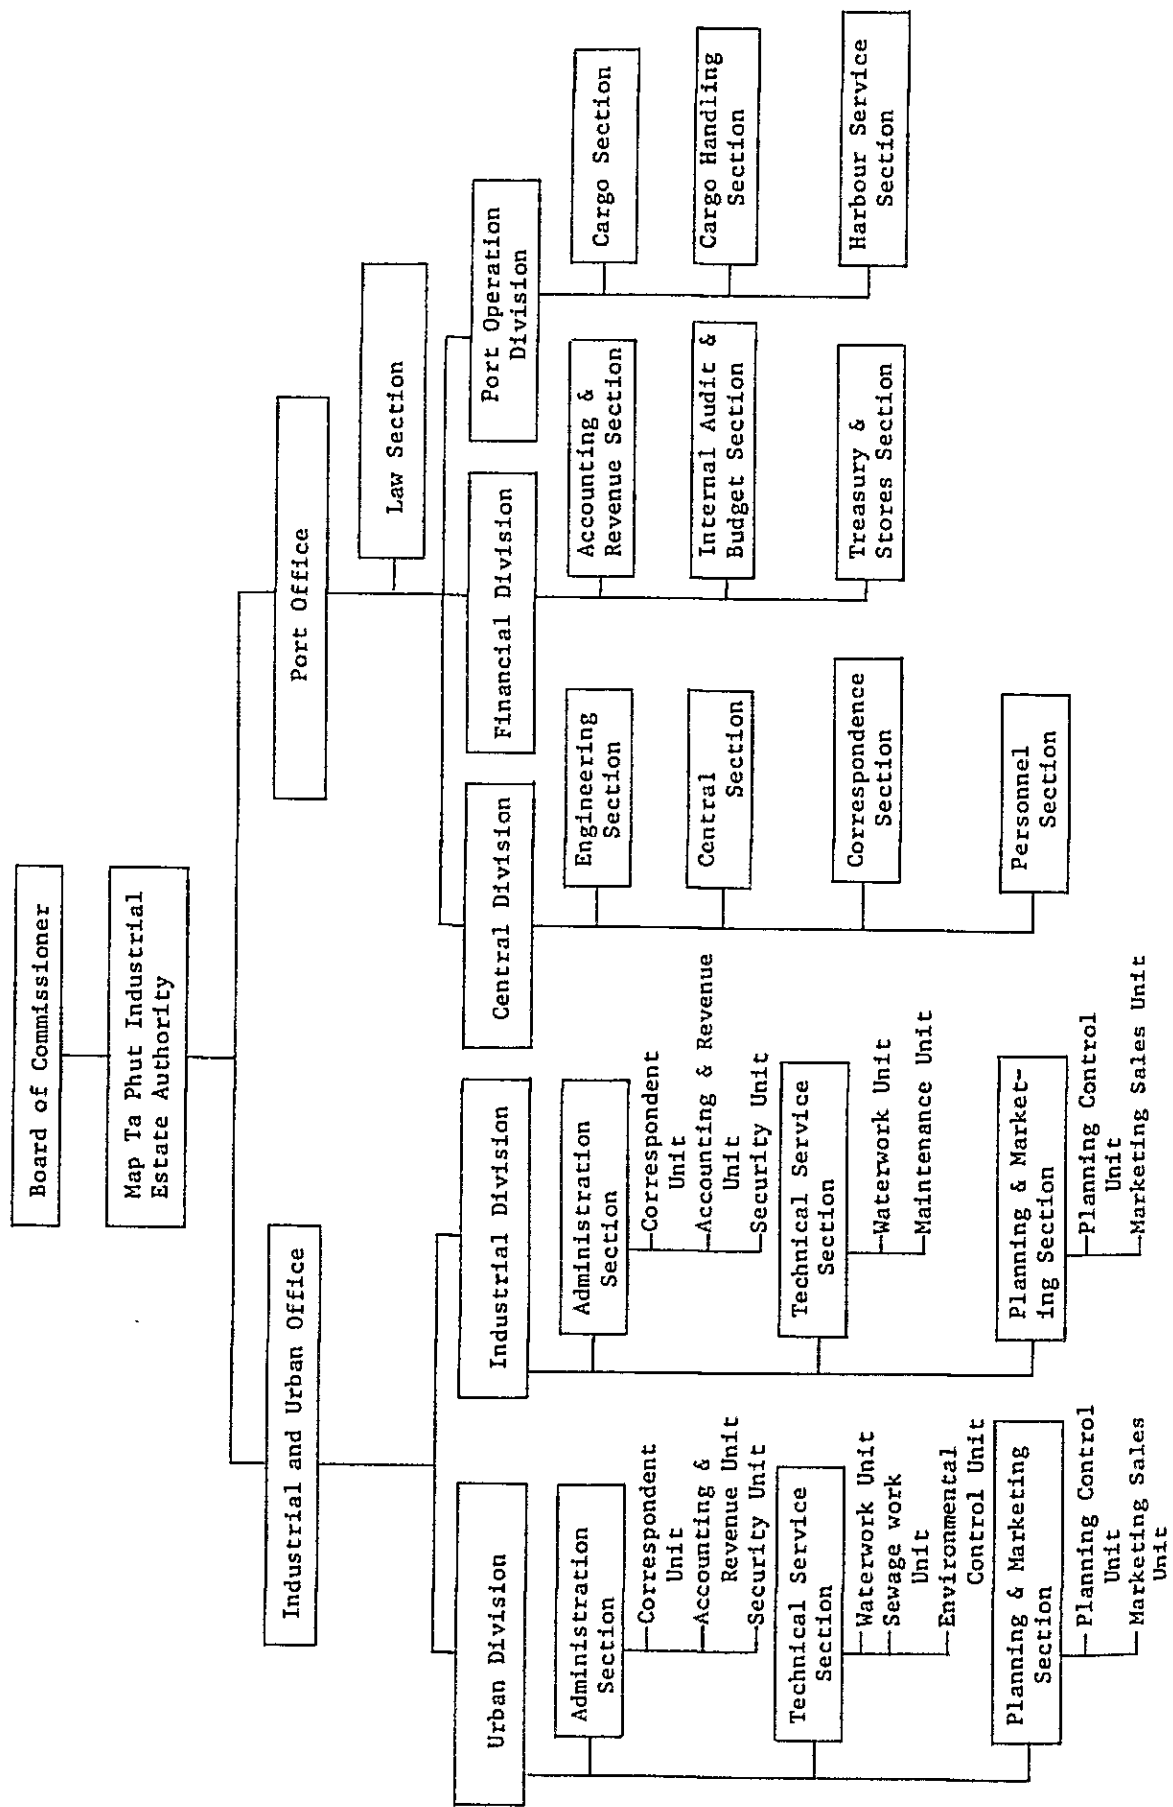 Board of Commissioner
Map Ta Phut Industrial
Estate Authority
Industrial and Urban Office
Port Office
Law Section
Urban Division
Industrial Division
Central Division
Financial Division
Port Operation
Division
Administration
Section
Correspondent
Unit
Accounting &
Revenue Unit
Security Unit
Technical Service
Section
Waterwork Unit
Sewage work
Unit
Environmental
Control Unit
Planning & Marketing
Section
Planning Control
Unit
Marketing Sales
Unit
Administration
Section
Correspondent
Unit
Accounting & Revenue
Unit
Security Unit
Technical Service
Section
Waterwork Unit
Maintenance Unit
Planning & Market-
ing Section
Planning Control
Unit
Marketing Sales Unit
Engineering
Section
Central
Section
Correspondence
Section
Personnel
Section
Accounting &
Revenue Section
Internal Audit &
Budget Section
Treasury &
Stores Section
Cargo Section
Cargo Handling
Section
Harbour Service
Section